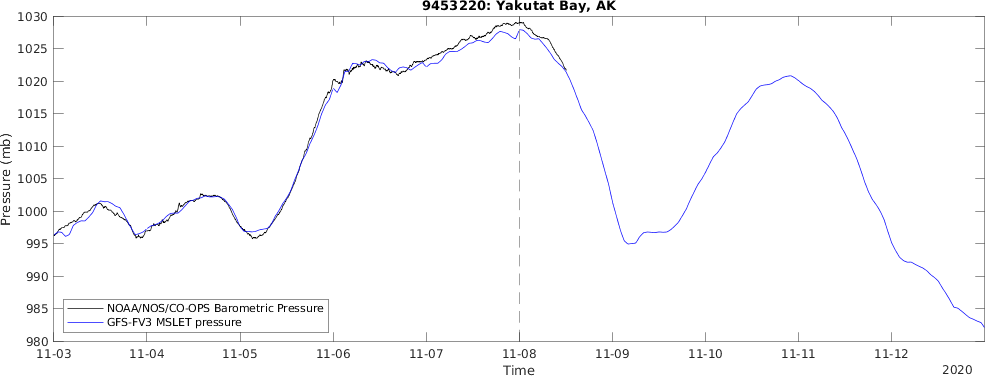 9453220: Yakutat Bay, AK
Pressure (mb)
1030
1025
1020
1015
1010
1005
1000
995
990
985
980
NOAA/NOS/CO-OPS Barometric Pressure
GFS-FV3 MSLET pressure
11-03 11-04 11-05 11-06 11-07 11-08 11-09 11-10 11-11 11-12
Time
2020